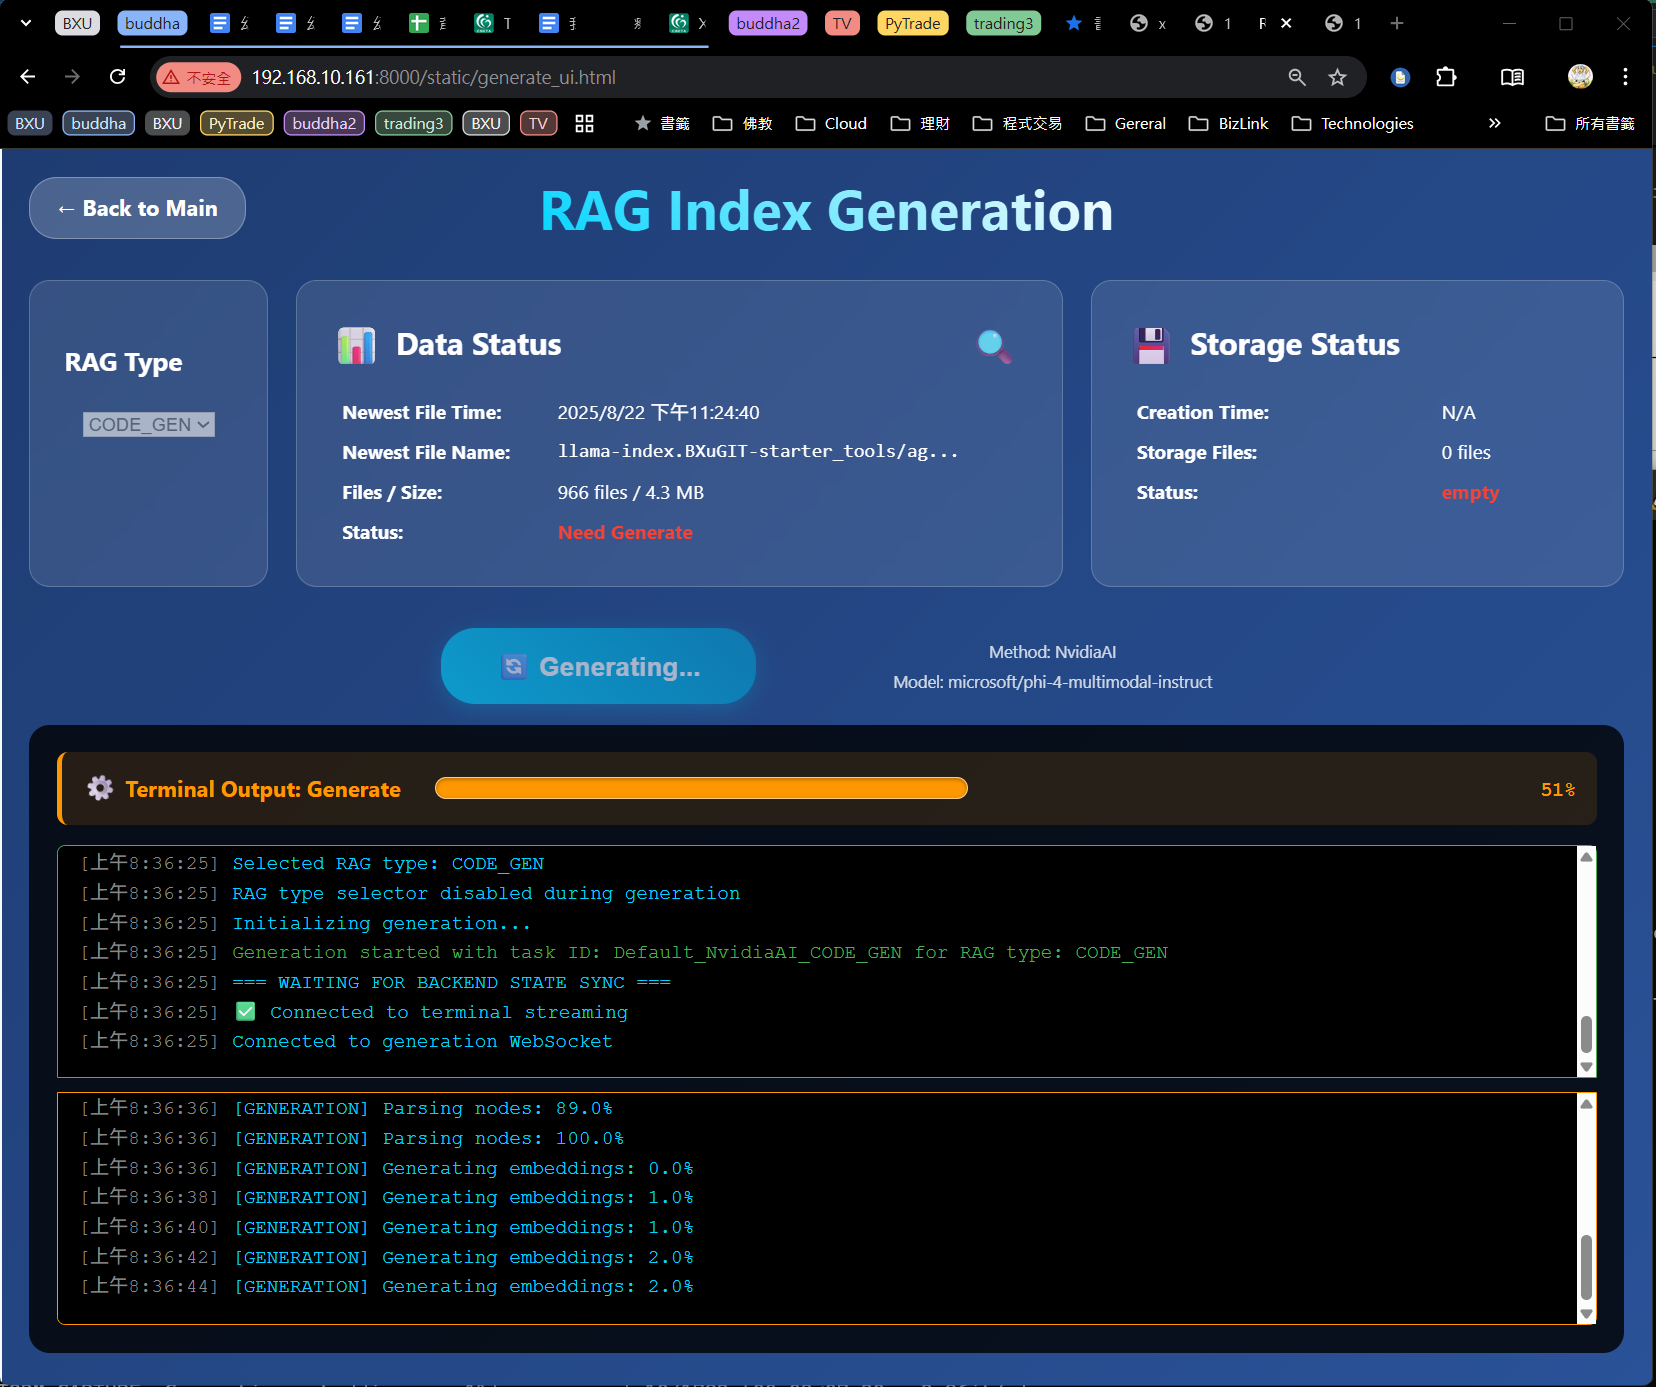 BXU buddha T buddha2 TV PyTrade trading3 x 1 1
不安全 192.168.10.161:8000/static/generate_ui.html
BXU buddha BXU PyTrade buddha2 trading3 BXU TV 書籤 佛教 Cloud 理財 程式交易 Gereral BizLink Technologies » 所有書籤
← Back to Main
RAG Index Generation
RAG Type
CODE_GEN
Data Status
Newest File Time: 2025/8/22 下午11:24:40
Newest File Name: llama-index.BXuGIT-starter_tools/ag...
Files / Size: 966 files / 4.3 MB
Status: Need Generate
Storage Status
Creation Time: N/A
Storage Files: 0 files
Status: empty
Generating...
Method: NvidiaAI
Model: microsoft/phi-4-multimodal-instruct
Terminal Output: Generate 51%
[上午8:36:25] Selected RAG type: CODE_GEN
[上午8:36:25] RAG type selector disabled during generation
[上午8:36:25] Initializing generation...
[上午8:36:25] Generation started with task ID: Default_NvidiaAI_CODE_GEN for RAG type: CODE_GEN
[上午8:36:25] === WAITING FOR BACKEND STATE SYNC ===
[上午8:36:25] ✅ Connected to terminal streaming
[上午8:36:25] Connected to generation WebSocket
[上午8:36:36] [GENERATION] Parsing nodes: 89.0%
[上午8:36:36] [GENERATION] Parsing nodes: 100.0%
[上午8:36:36] [GENERATION] Generating embeddings: 0.0%
[上午8:36:38] [GENERATION] Generating embeddings: 1.0%
[上午8:36:40] [GENERATION] Generating embeddings: 1.0%
[上午8:36:42] [GENERATION] Generating embeddings: 2.0%
[上午8:36:44] [GENERATION] Generating embeddings: 2.0%